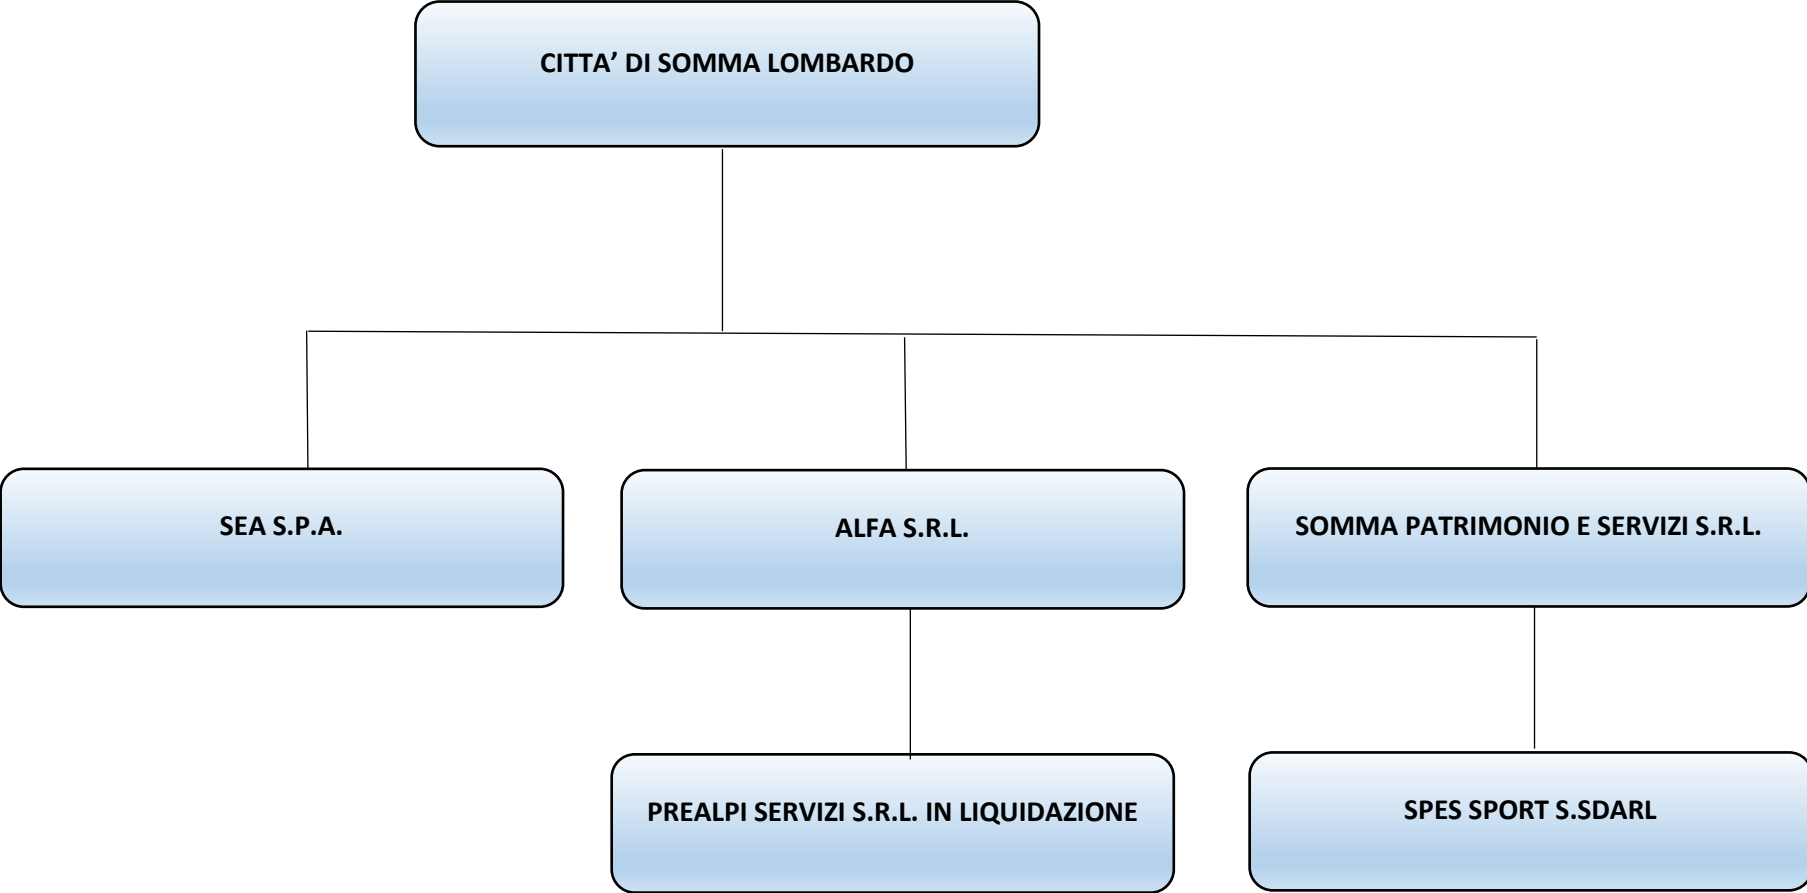 CITTA’ DI SOMMA LOMBARDO
SEA S.P.A.
ALFA S.R.L.
SOMMA PATRIMONIO E SERVIZI S.R.L.
PREALPI SERVIZI S.R.L. IN LIQUIDAZIONE
SPES SPORT S.SDARL